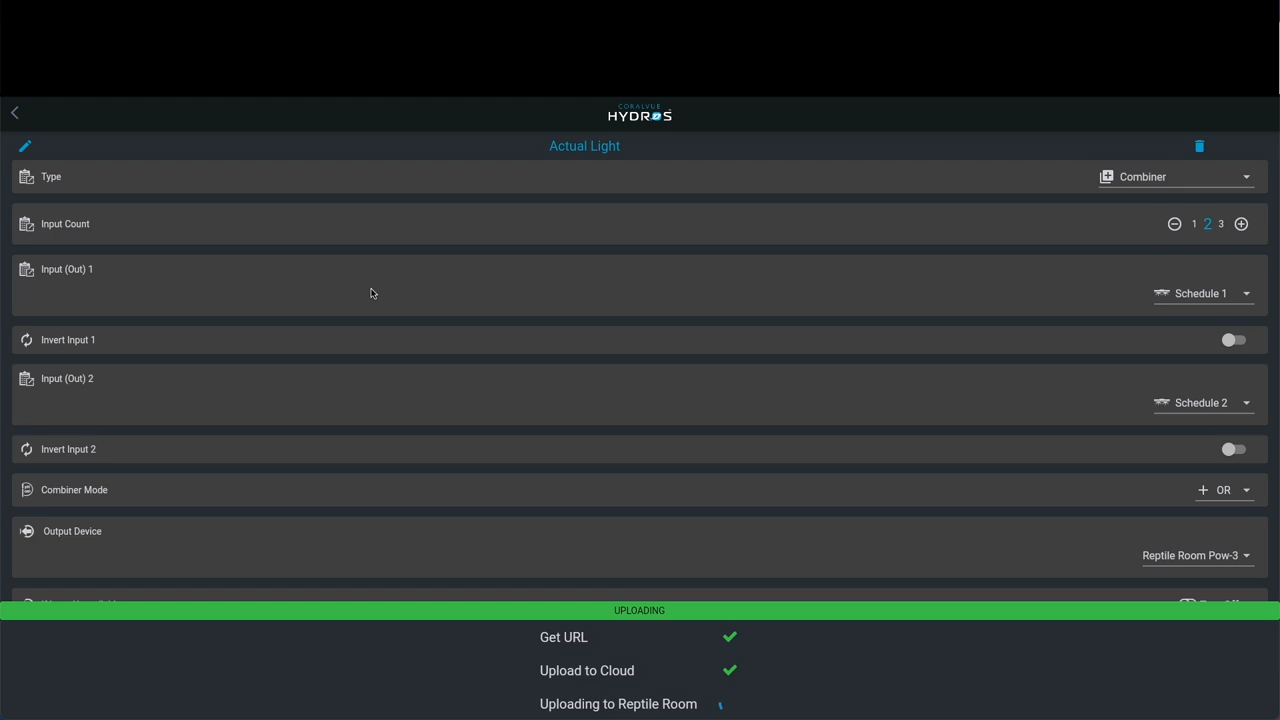 CORALVUE
HYDROS
Actual Light
Type
Combiner
Input Count
1 2 3
Input (Out) 1
Schedule 1
Invert Input 1
Input (Out) 2
Schedule 2
Invert Input 2
Combiner Mode
OR
Output Device
Reptile Room Pow-3
UPLOADING
Get URL
Upload to Cloud
Uploading to Reptile Room